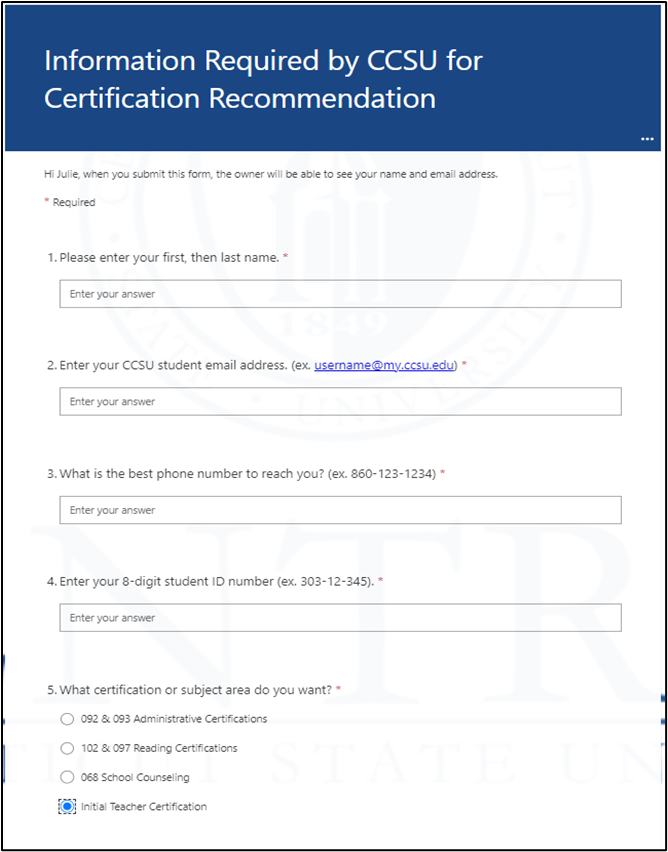 Information Required by CCSU for
Certification Recommendation
...
Hi Julie, when you submit this form, the owner will be able to see your name and email address.
* Required
1. Please enter your first, then last name. *
Enter your answer
2. Enter your CCSU student email address. (ex. username@my.ccsu.edu) *
Enter your answer
3. What is the best phone number to reach you? (ex. 860-123-1234) *
Enter your answer
4. Enter your 8-digit student ID number (ex. 303-12-345). *
Enter your answer
5. What certification or subject area do you want? *
092 & 093 Administrative Certifications
102 & 097 Reading Certifications
068 School Counseling
Initial Teacher Certification
1849
STATE UNIVERSITY
NTR
STATE UN